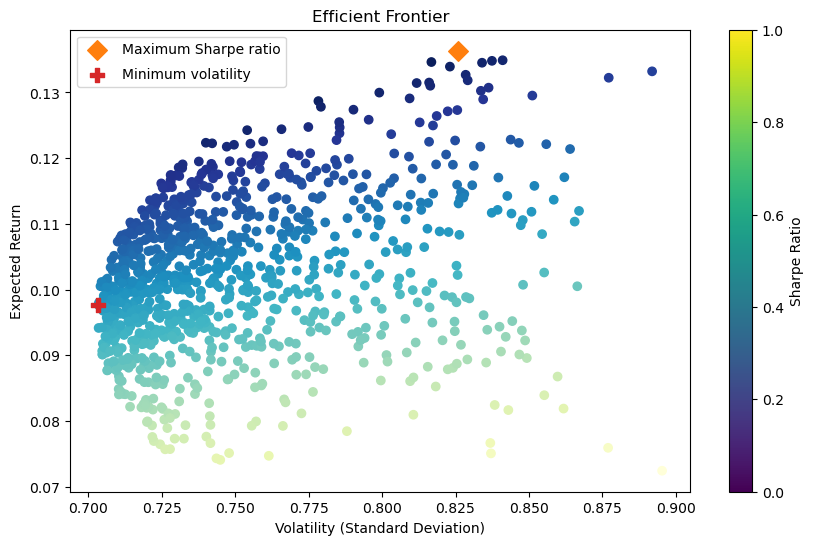 Efficient Frontier
Maximum Sharpe ratio
Minimum volatility
Expected Return
0.13
0.12
0.11
0.10
0.09
0.08
0.07
0.700 0.725 0.750 0.775 0.800 0.825 0.850 0.875 0.900
Volatility (Standard Deviation)
1.0
0.8
0.6
0.4
0.2
0.0
Sharpe Ratio